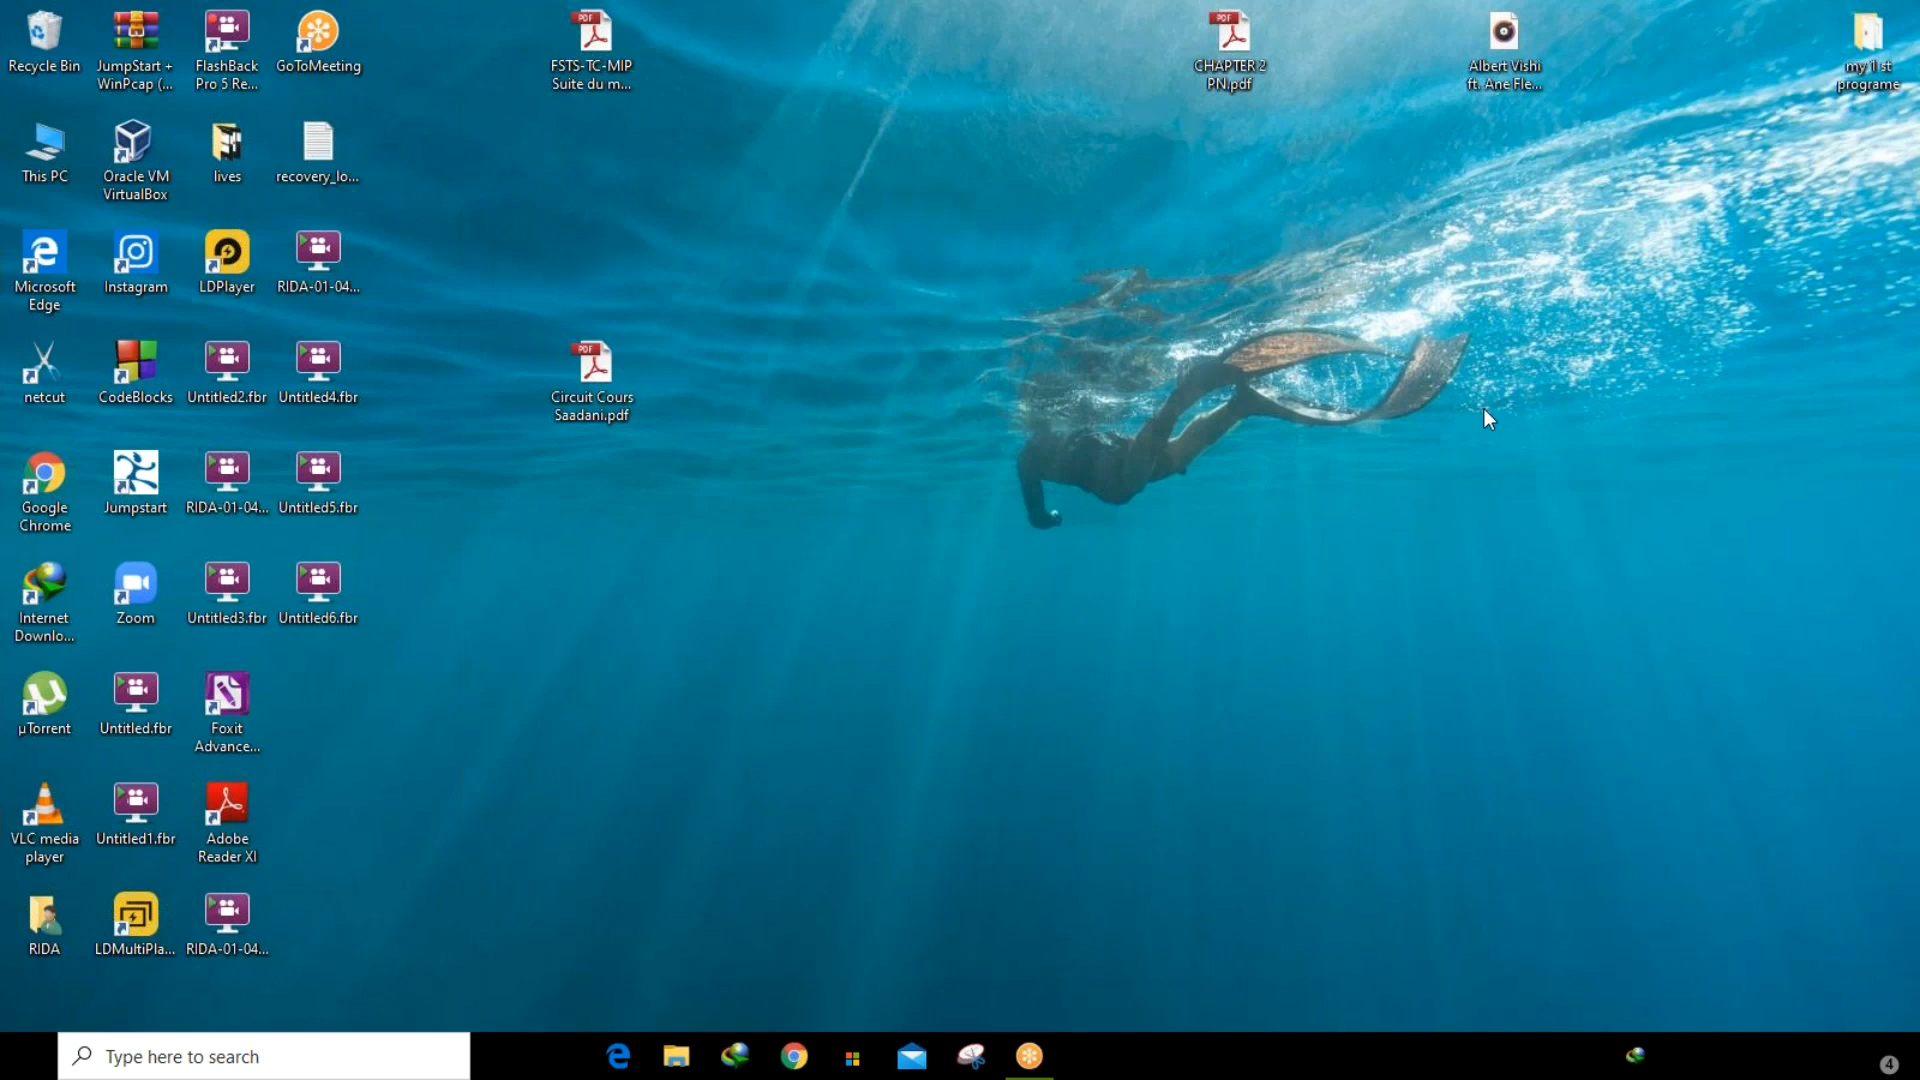 Recycle Bin
JumpStart +
WinPcap (...
FlashBack
Pro 5 Re...
GoToMeeting
PDF
FSTS-TC-MIP
Suite du m...
PDF
CHAPTER 2
PN.pdf
Albert Vishi
ft. Ane Fle...
my 1 st
programe
This PC
Oracle VM
VirtualBox
lives
recovery_lo...
Microsoft
Edge
Instagram
LDPlayer
RIDA-01-04...
netcut
CodeBlocks
Untitled2.fbr
Untitled4.fbr
PDF
Circuit Cours
Saadani.pdf
Google
Chrome
Jumpstart
RIDA-01-04...
Untitled5.fbr
Internet
Downlo...
Zoom
Untitled3.fbr
Untitled6.fbr
µTorrent
Untitled.fbr
Foxit
Advance...
VLC media
player
Untitled1.fbr
Adobe
Reader XI
RIDA
LDMultiPla...
RIDA-01-04...
Type here to search
4